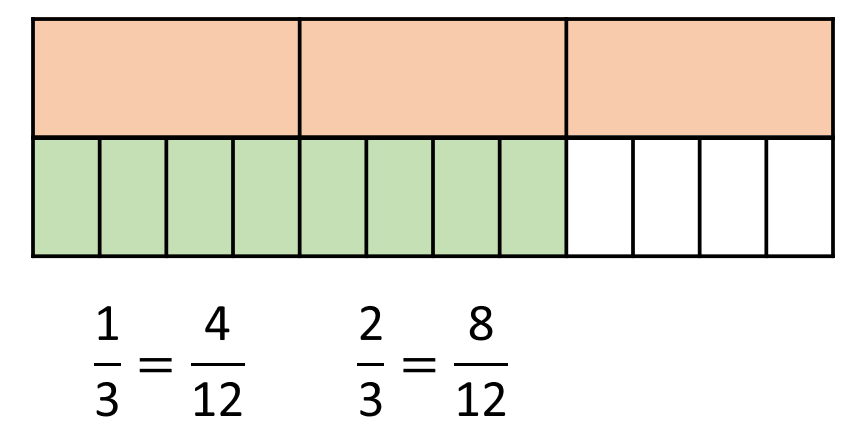 1/3 = 4/12 2/3 = 8/12